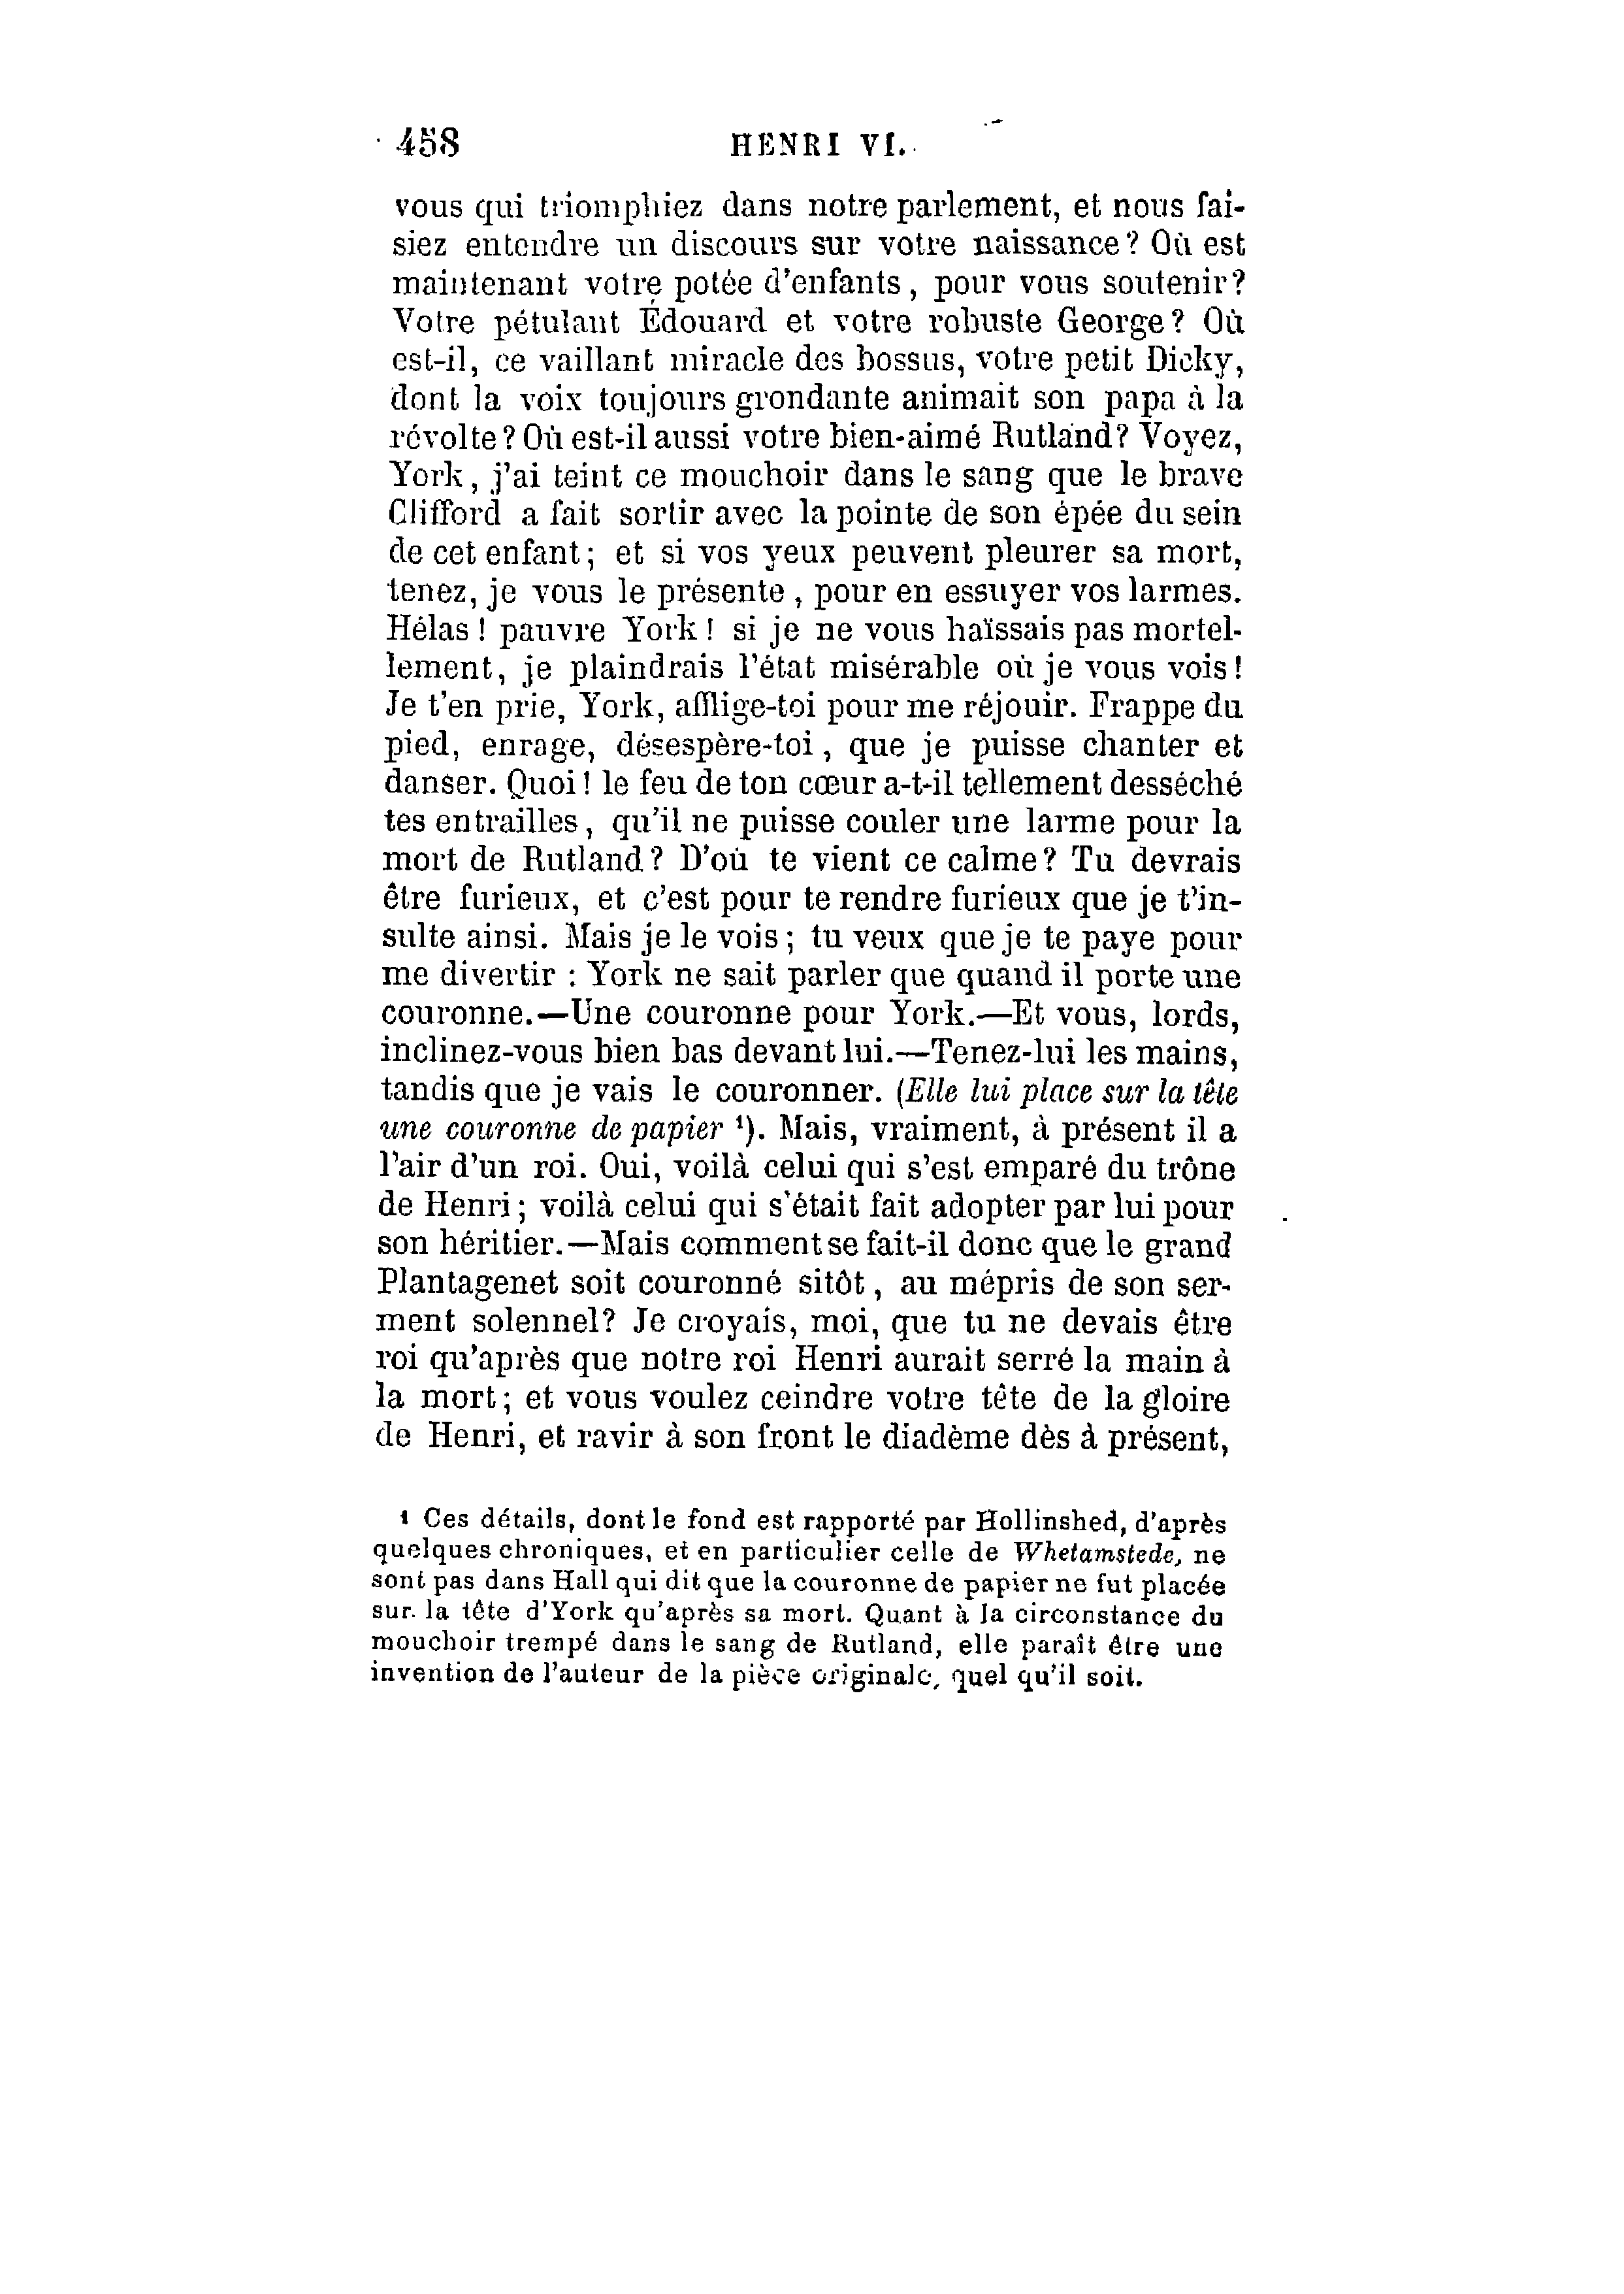 458 HENRI VI.
vous qui triomphiez dans notre parlement, et nous fai-
siez entendre un discours sur votre naissance ? Où est
maintenant votre potée d'enfants, pour vous soutenir?
Votre pétulant Édouard et votre robuste George? Où
est-il, ce vaillant miracle des bossus, votre petit Dicky,
dont la voix toujours grondante animait son papa à la
révolte? Où est-il aussi votre bien-aimé Rutland? Voyez,
York, j'ai teint ce mouchoir dans le sang que le brave
Clifford a fait sortir avec la pointe de son épée du sein
de cet enfant; et si vos yeux peuvent pleurer sa mort,
tenez, je vous le présente, pour en essuyer vos larmes.
Hélas ! pauvre York ! si je ne vous haïssais pas mortel-
lement, je plaindrais l'état misérable où je vous vois!
Je t'en prie, York, afflige-toi pour me réjouir. Frappe du
pied, enrage, désespère-toi, que je puisse chanter et
danser. Quoi ! le feu de ton cœur a-t-il tellement desséché
tes entrailles, qu'il ne puisse couler une larme pour la
mort de Rutland? D'où te vient ce calme? Tu devrais
être furieux, et c'est pour te rendre furieux que je t'in-
sulte ainsi. Mais je le vois; tu veux que je te paye pour
me divertir : York ne sait parler que quand il porte une
couronne.—Une couronne pour York.—Et vous, lords,
inclinez-vous bien bas devant lui.—Tenez-lui les mains,
tandis que je vais le couronner. (Elle lui place sur la tête
une couronne de papier ¹). Mais, vraiment, à présent il a
l'air d'un roi. Oui, voilà celui qui s'est emparé du trône
de Henri; voilà celui qui s'était fait adopter par lui pour
son héritier.—Mais comment se fait-il donc que le grand
Plantagenet soit couronné sitôt, au mépris de son ser-
ment solennel? Je croyais, moi, que tu ne devais être
roi qu'après que notre roi Henri aurait serré la main à
la mort; et vous voulez ceindre votre tête de la gloire
de Henri, et ravir à son front le diadème dès à présent,
1 Ces détails, dont le fond est rapporté par Hollinshed, d'après
quelques chroniques, et en particulier celle de Whetamstede, ne
sont pas dans Hall qui dit que la couronne de papier ne fut placée
sur la tête d'York qu'après sa mort. Quant à la circonstance du
mouchoir trempé dans le sang de Rutland, elle paraît être une
invention de l'auteur de la pièce originale, quel qu'il soit.